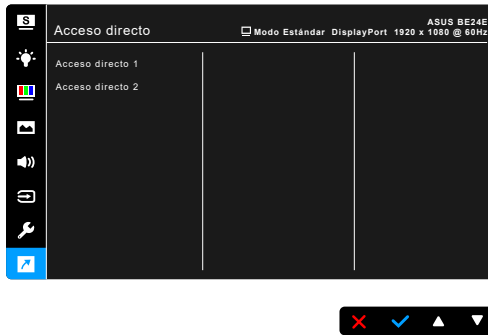 S
ASUS BE24E
Acceso directo
Modo Estándar DisplayPort 1920 x 1080 @ 60Hz
Acceso directo 1
Acceso directo 2